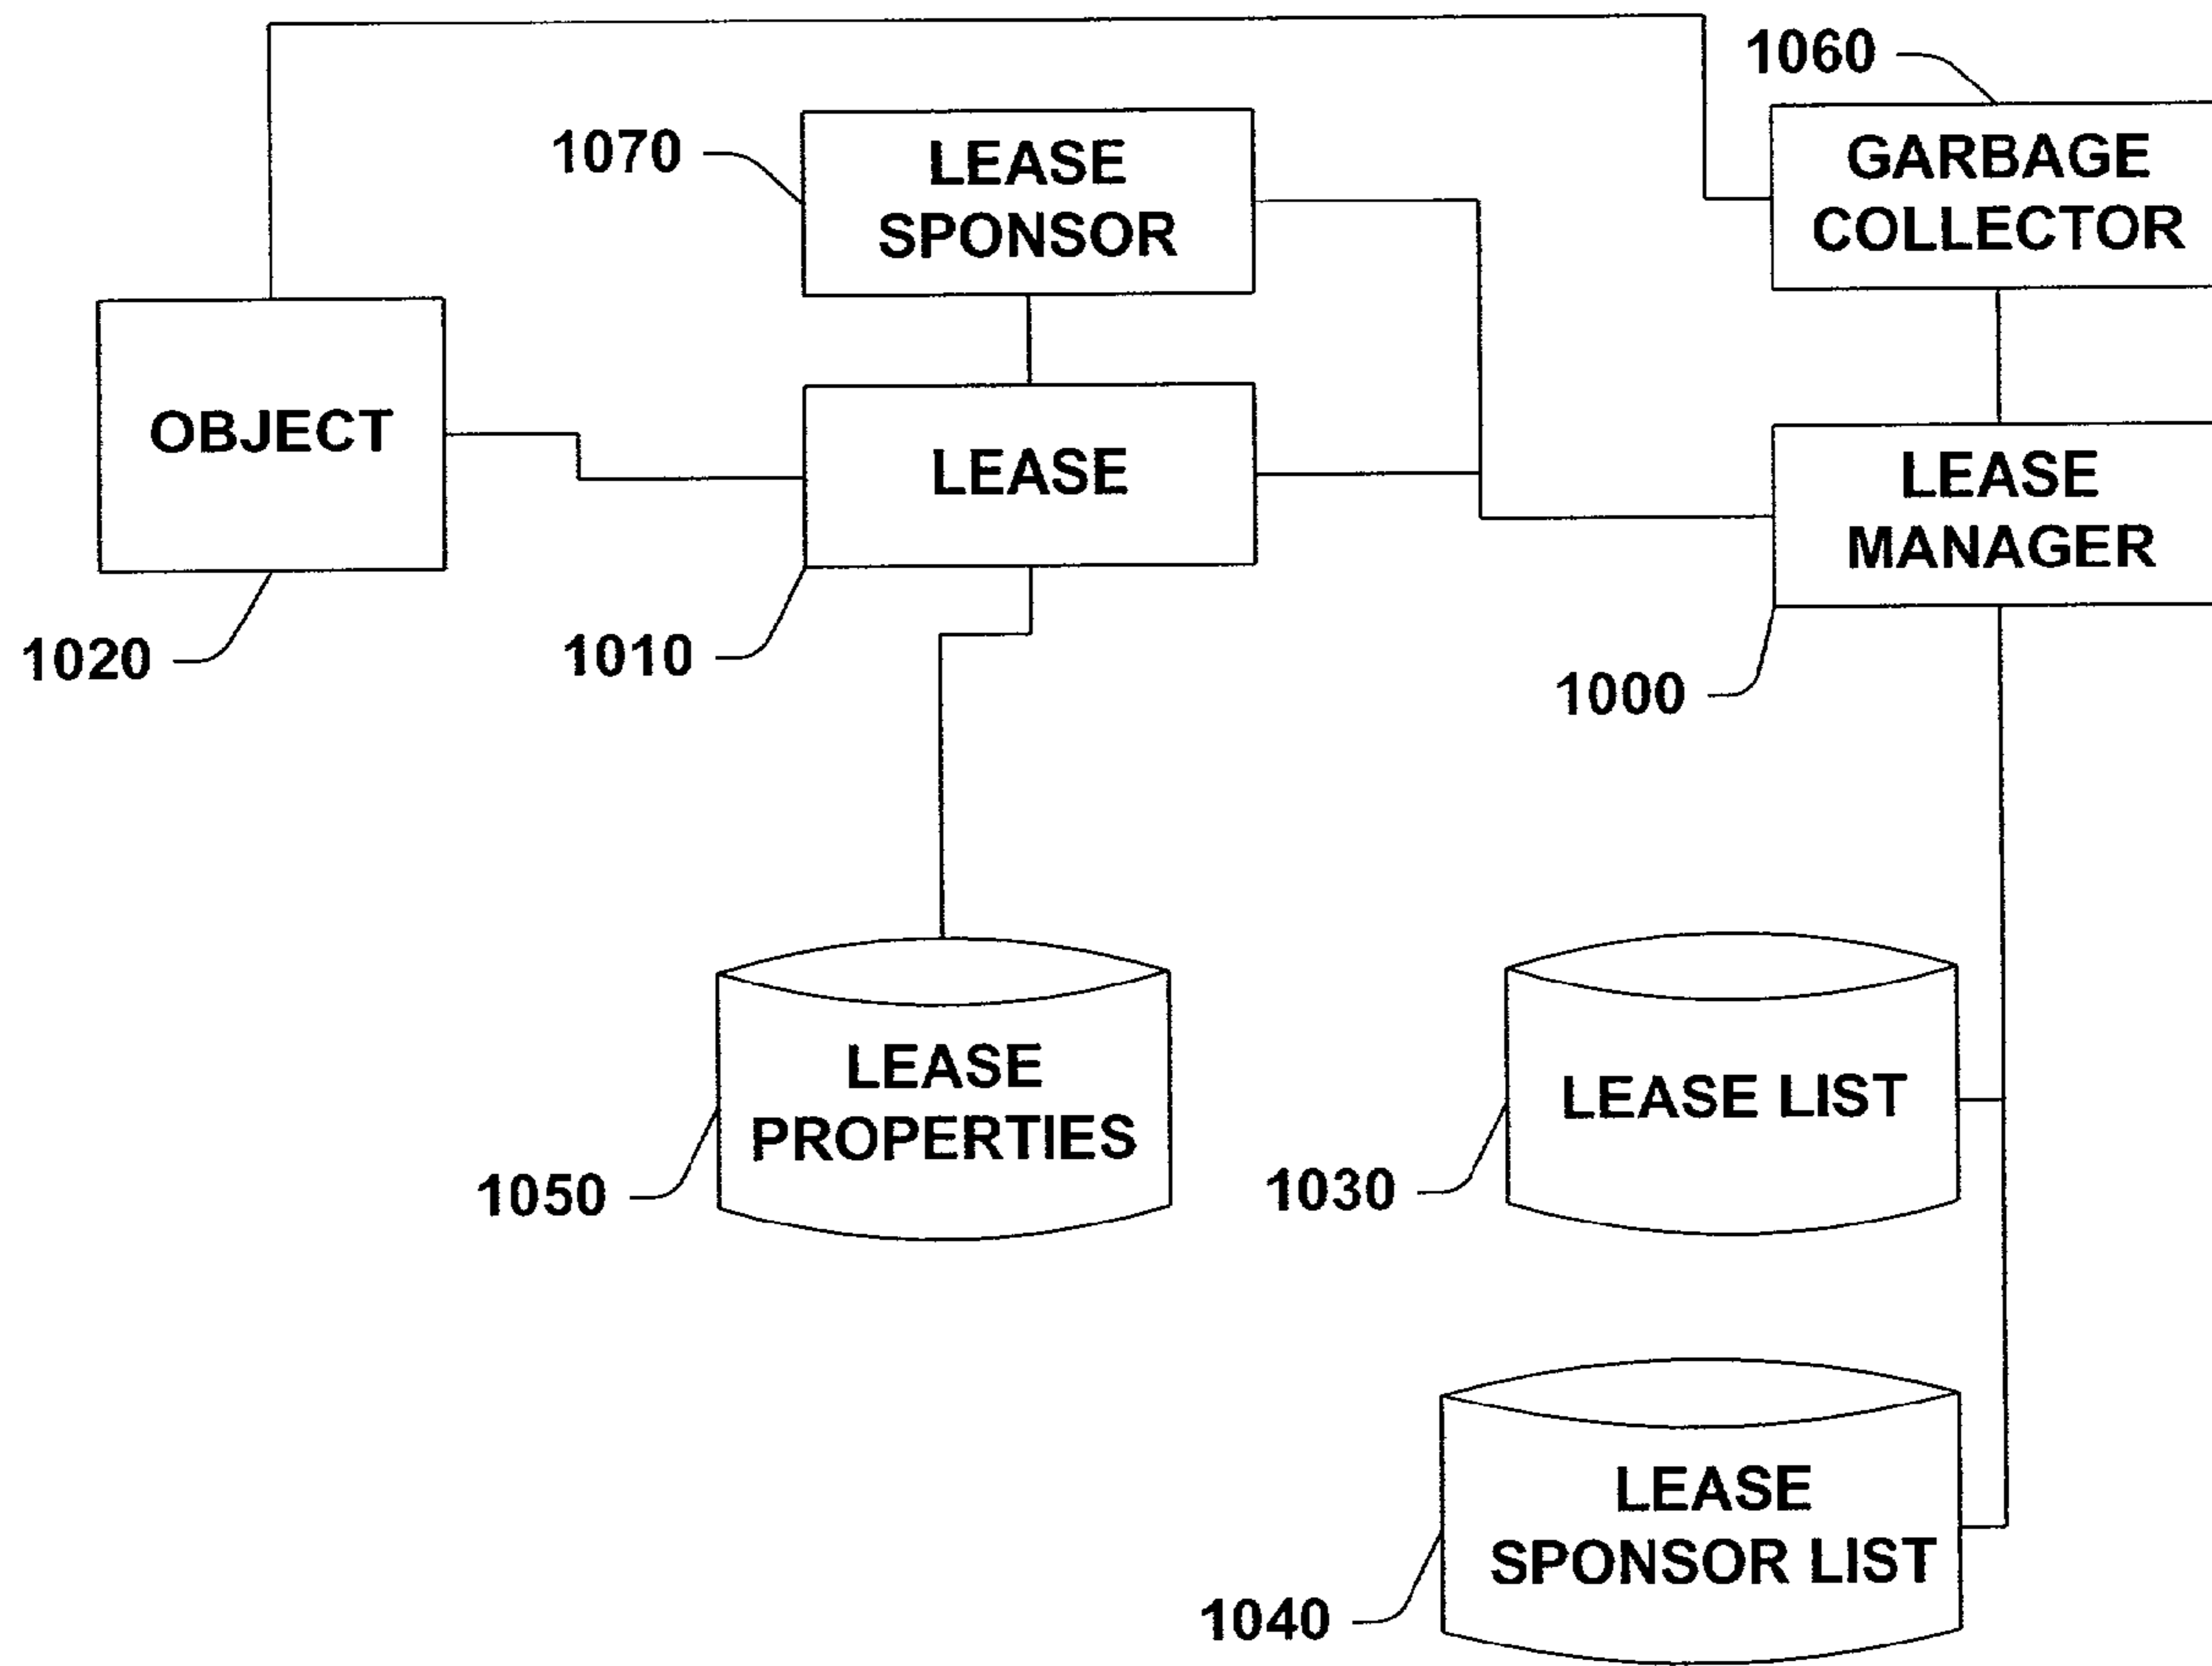 1060
GARBAGE
COLLECTOR
1070
LEASE
SPONSOR
OBJECT
LEASE
LEASE
MANAGER
1020
1010
1000
LEASE
PROPERTIES
1050
LEASE LIST
1030
LEASE
SPONSOR LIST
1040